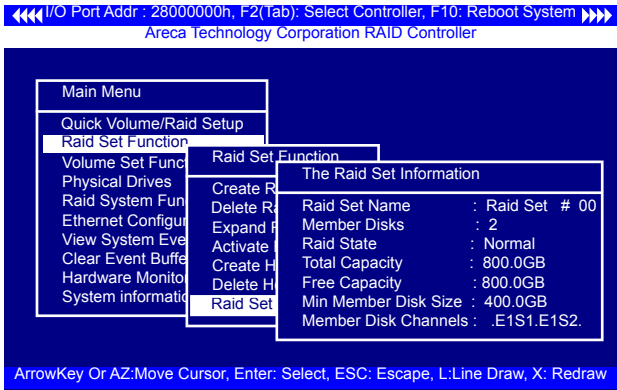 I/O Port Addr : 28000000h, F2(Tab): Select Controller, F10: Reboot System
Areca Technology Corporation RAID Controller
Main Menu
Quick Volume/Raid Setup
Raid Set Function
Volume Set Func
Physical Drives
Raid System Fun
Ethernet Configur
View System Eve
Clear Event Buffe
Hardware Monito
System informatio
Raid Set Function
Create R
Delete Ra
Expand R
Activate
Create H
Delete Ho
Raid Set
The Raid Set Information
Raid Set Name : Raid Set # 00
Member Disks : 2
Raid State : Normal
Total Capacity : 800.0GB
Free Capacity : 800.0GB
Min Member Disk Size : 400.0GB
Member Disk Channels : .E1S1.E1S2.
ArrowKey Or AZ:Move Cursor, Enter: Select, ESC: Escape, L:Line Draw, X: Redraw